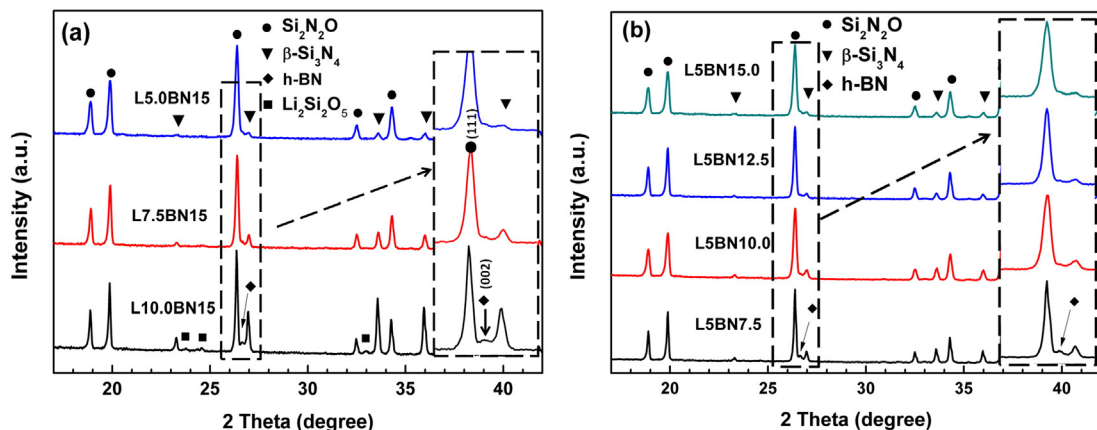 (a)
Si₂N₂O
β-Si₃N₄
h-BN
Li₂Si₂O₅
L5.0BN15
(111)
L7.5BN15
(002)
L10.0BN15
Intensity (a.u.)
20 25 30 35 40
2 Theta (degree)
(b)
Si₂N₂O
β-Si₃N₄
h-BN
L5BN15.0
L5BN12.5
L5BN10.0
L5BN7.5
Intensity (a.u.)
20 25 30 35 40
2 Theta (degree)